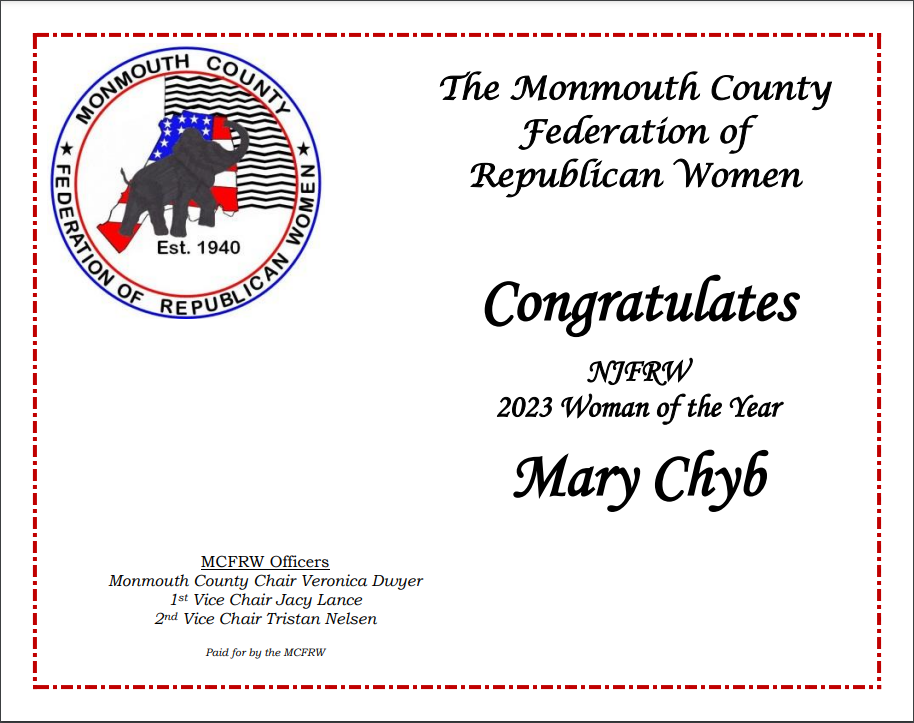 MONMOUTH COUNTY
FEDERATION OF REPUBLICAN WOMEN
Est. 1940
The Monmouth County
Federation of
Republican Women
Congratulates
NJFRW
2023 Woman of the Year
Mary Chyb
MCFRW Officers
Monmouth County Chair Veronica Dwyer
1st Vice Chair Jacy Lance
2nd Vice Chair Tristan Nelsen
Paid for by the MCFRW